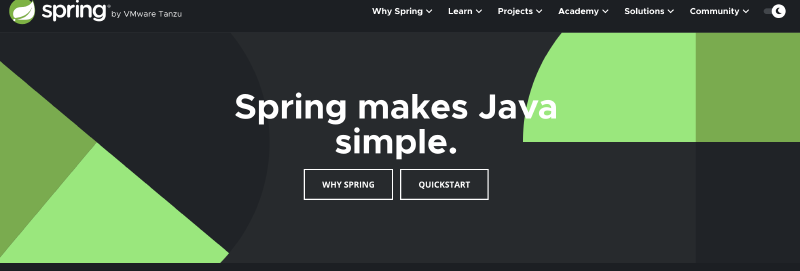 spring by VMware Tanzu
Why Spring Learn Projects Academy Solutions Community
Spring makes Java
simple.
WHY SPRING QUICKSTART